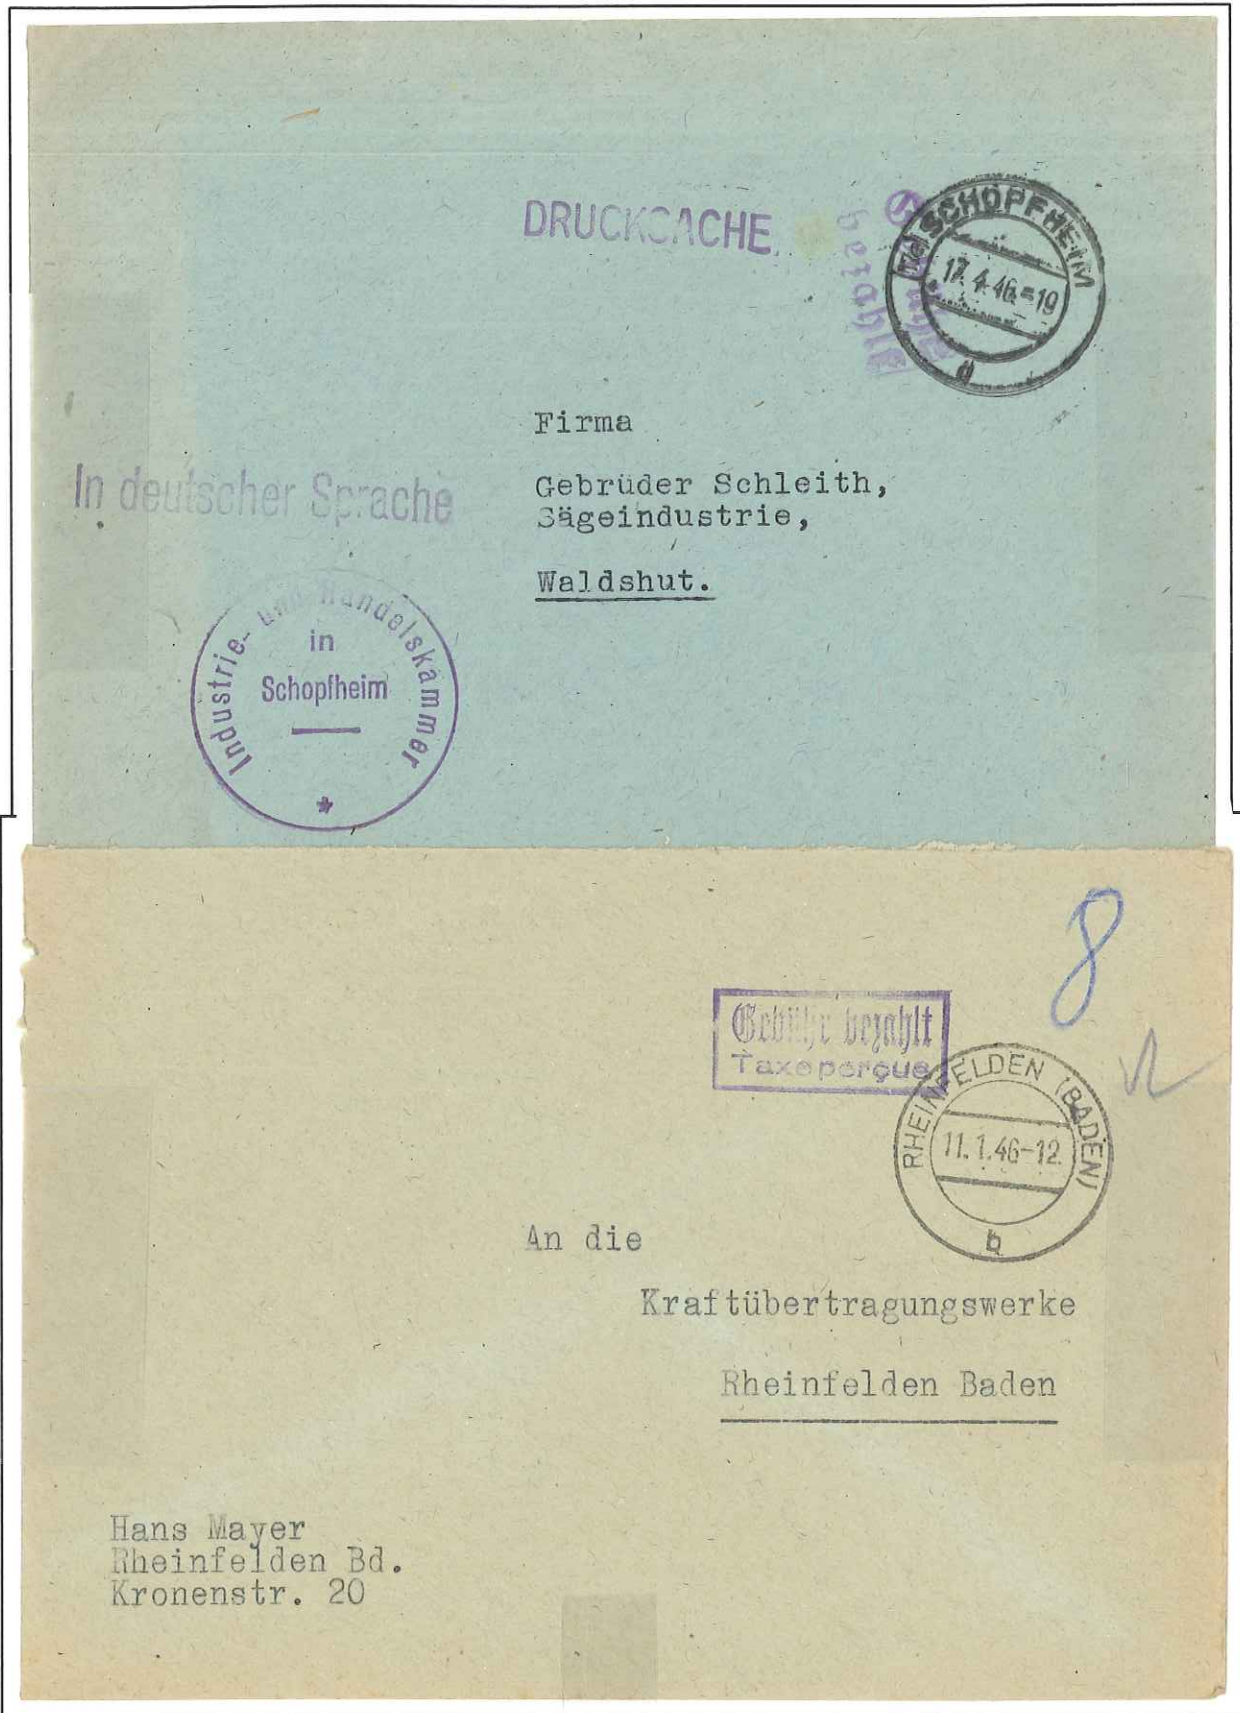 DRUCKSACHE
Gebühr
bezahlt
SCHOPFHEIM
17.4.46.-19
d
Firma
Gebrüder Schleith,
Sägeindustrie,
Waldshut.
In deutscher Sprache
Industrie- und Handelskammer
in
Schopfheim
8
Gebühr bezahlt
Taxe perçue
RHEINFELDEN (BADEN)
11.1.46-12
b
An die
Kraftübertragungswerke
Rheinfelden Baden
Hans Mayer
Rheinfelden Bd.
Kronenstr. 20